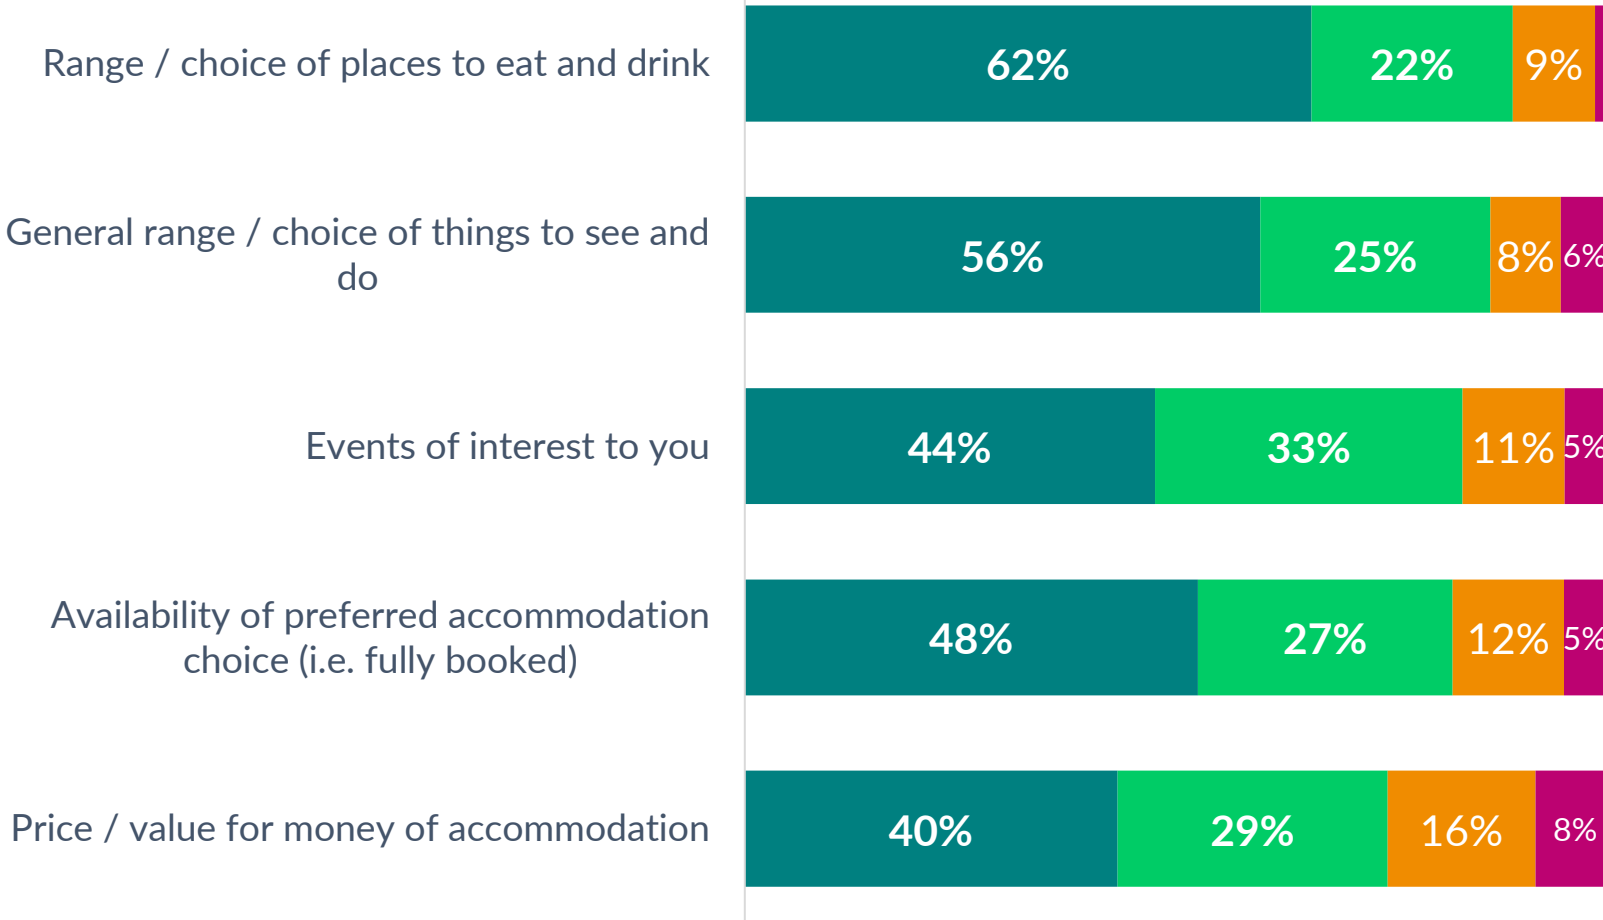 Range / choice of places to eat and drink
62% 22% 9%
General range / choice of things to see and
do
56% 25% 8% 6%
Events of interest to you
44% 33% 11% 5%
Availability of preferred accommodation
choice (i.e. fully booked)
48% 27% 12% 5%
Price / value for money of accommodation
40% 29% 16% 8%